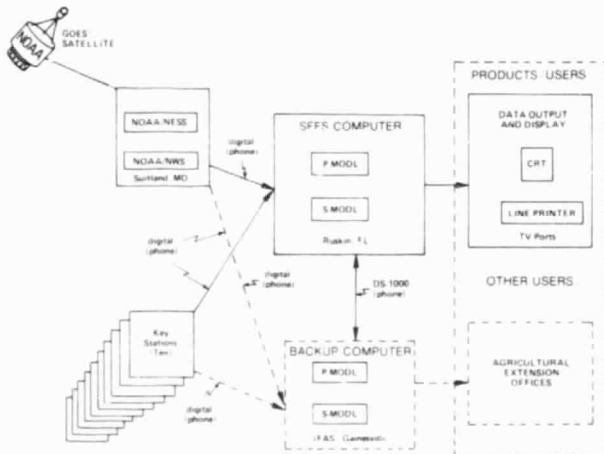 NOAA
GOES
SATELLITE
NOAA/NESS
NOAA/NWS
Suitland MD
digital
(phone)
SFFS COMPUTER
P-MODL
S-MODL
Ruskin, FL
PRODUCTS/USERS
DATA OUTPUT
AND DISPLAY
CRT
LINE PRINTER
TV Ports
digital
(phone)
digital
(phone)
DS-1000
(phone)
OTHER USERS
Key
Stations
(Ten)
digital
(phone)
BACKUP COMPUTER
P-MODL
S-MODL
IFAS, Gainesville
AGRICULTURAL
EXTENSION
OFFICES